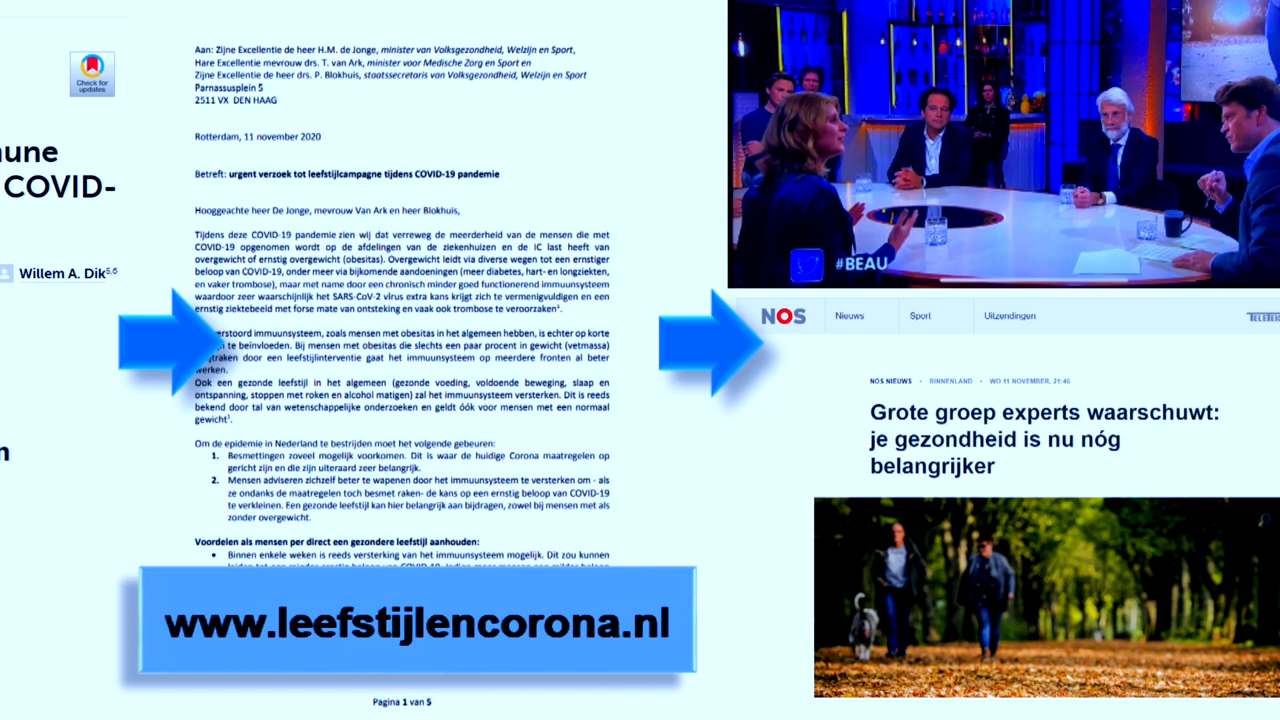 Check for
updates
une
COVID-
Willem A. Dik5,6
n
Aan: Zijne Excellentie de heer H.M. de Jonge, minister van Volksgezondheid, Welzijn en Sport,
Hare Excellentie mevrouw drs. T. van Ark, minister voor Medische Zorg en Sport en
Zijne Excellentie de heer drs. P. Blokhuis, staatssecretaris van Volksgezondheid, Welzijn en Sport
Parnassusplein 5
2511 VX DEN HAAG
Rotterdam, 11 november 2020
Betreft: urgent verzoek tot leefstijlcampagne tijdens COVID-19 pandemie
Hooggeachte heer De Jonge, mevrouw Van Ark en heer Blokhuis,
Tijdens deze COVID-19 pandemie zien wij dat verreweg de meerderheid van de mensen die met
COVID-19 opgenomen wordt op de afdelingen van de ziekenhuizen en de IC last heeft van
overgewicht of ernstig overgewicht (obesitas). Overgewicht leidt via diverse wegen tot een ernstiger
beloop van COVID-19, onder meer via bijkomende aandoeningen (meer diabetes, hart- en longziekten,
en vaker trombose), maar met name door een chronisch minder goed functionerend immuunsysteem
waardoor zeer waarschijnlijk het SARS-CoV-2 virus extra kans krijgt zich te vermenigvuldigen en een
ernstig ziektebeeld met forse mate van ontsteking en vaak ook trombose te veroorzaken1.
erstoord immuunsysteem, zoals mensen met obesitas in het algemeen hebben, is echter op korte
te beïnvloeden. Bij mensen met obesitas die slechts een paar procent in gewicht (vetmassa)
raken door een leefstijlinterventie gaat het immuunsysteem op meerdere fronten al beter
werken.
Ook een gezonde leefstijl in het algemeen (gezonde voeding, voldoende beweging, slaap en
ontspanning, stoppen met roken en alcohol matigen) zal het immuunsysteem versterken. Dit is reeds
bekend door tal van wetenschappelijke onderzoeken en geldt óók voor mensen met een normaal
gewicht1.
Om de epidemie in Nederland te bestrijden moet het volgende gebeuren:
1. Besmettingen zoveel mogelijk voorkomen. Dit is waar de huidige Corona maatregelen op
gericht zijn en die zijn uiteraard zeer belangrijk.
2. Mensen adviseren zichzelf beter te wapenen door het immuunsysteem te versterken om - als
ze ondanks de maatregelen toch besmet raken- de kans op een ernstig beloop van COVID-19
te verkleinen. Een gezonde leefstijl kan hier belangrijk aan bijdragen, zowel bij mensen met als
zonder overgewicht.
Voordelen als mensen per direct een gezondere leefstijl aanhouden:
• Binnen enkele weken is reeds versterking van het immuunsysteem mogelijk. Dit zou kunnen
www.leefstijlencorona.nl
Pagina 1 van 5
#BEAU
NOS Nieuws Sport Uitzendingen
NOS NIEUWS • BINNENLAND • WO 11 NOVEMBER, 21:46
Grote groep experts waarschuwt:
je gezondheid is nu nóg
belangrijker